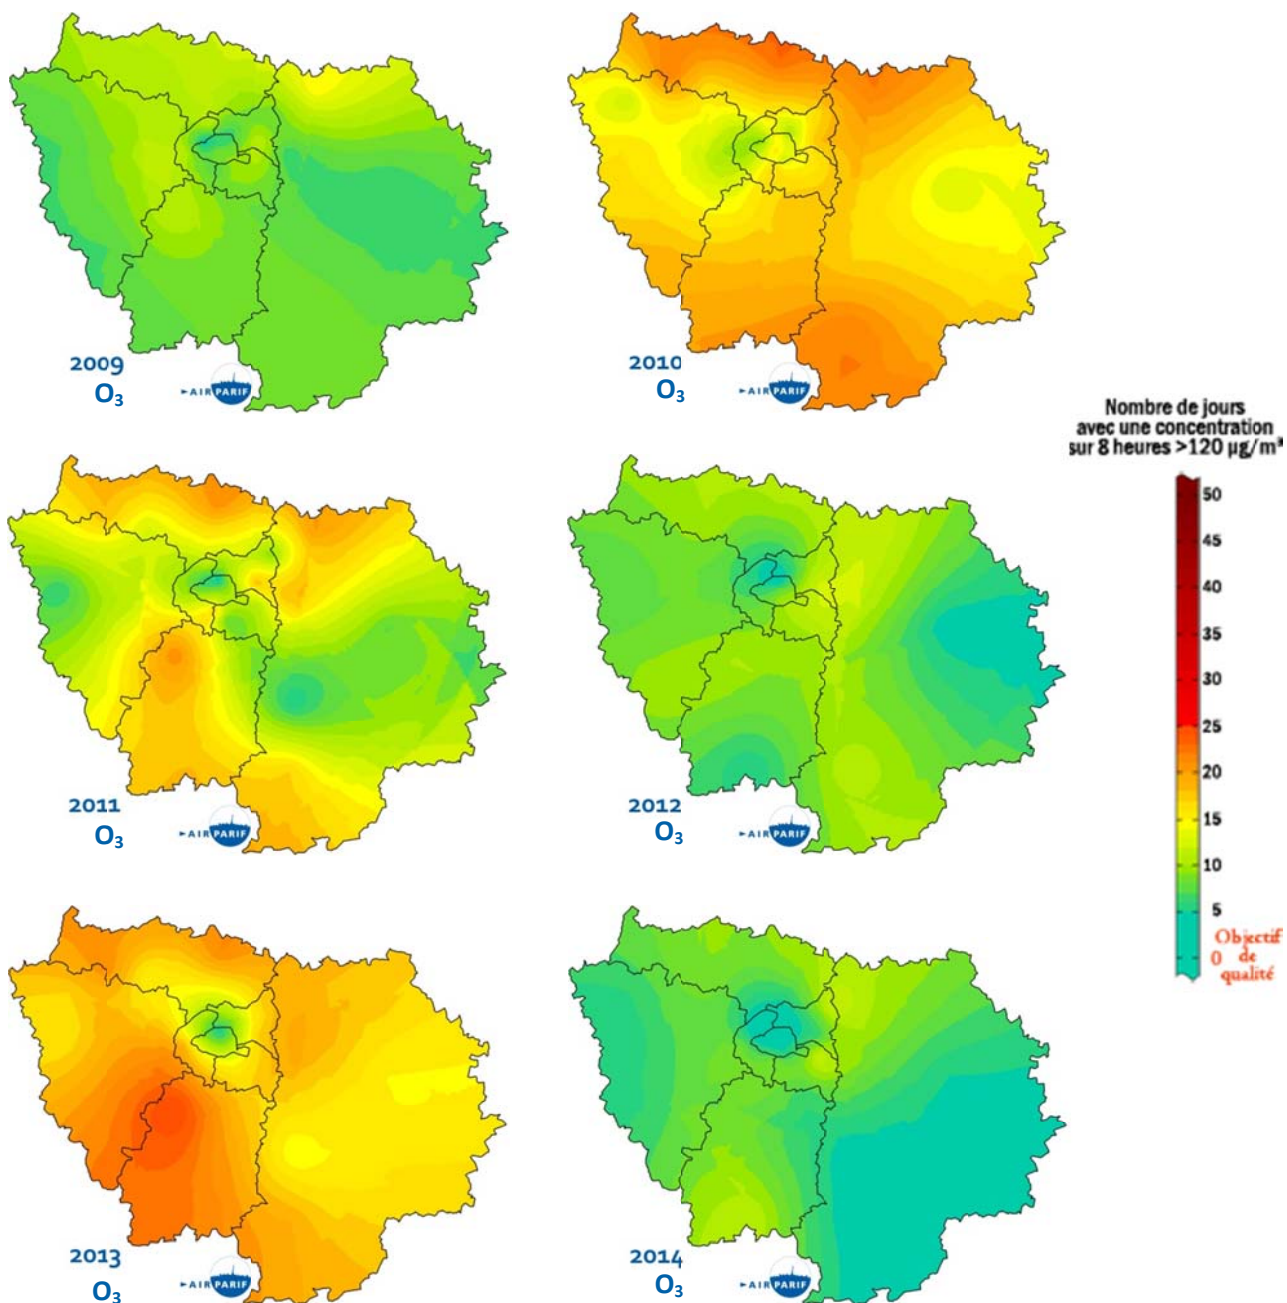 2009
O₃
►AIRPARIF
2010
O₃
►AIRPARIF
Nombre de jours
avec une concentration
sur 8 heures >120 µg/m³
50
45
40
35
30
25
20
15
10
5
0
Objectif
de
qualité
2011
O₃
►AIRPARIF
2012
O₃
►AIRPARIF
2013
O₃
►AIRPARIF
2014
O₃
►AIRPARIF